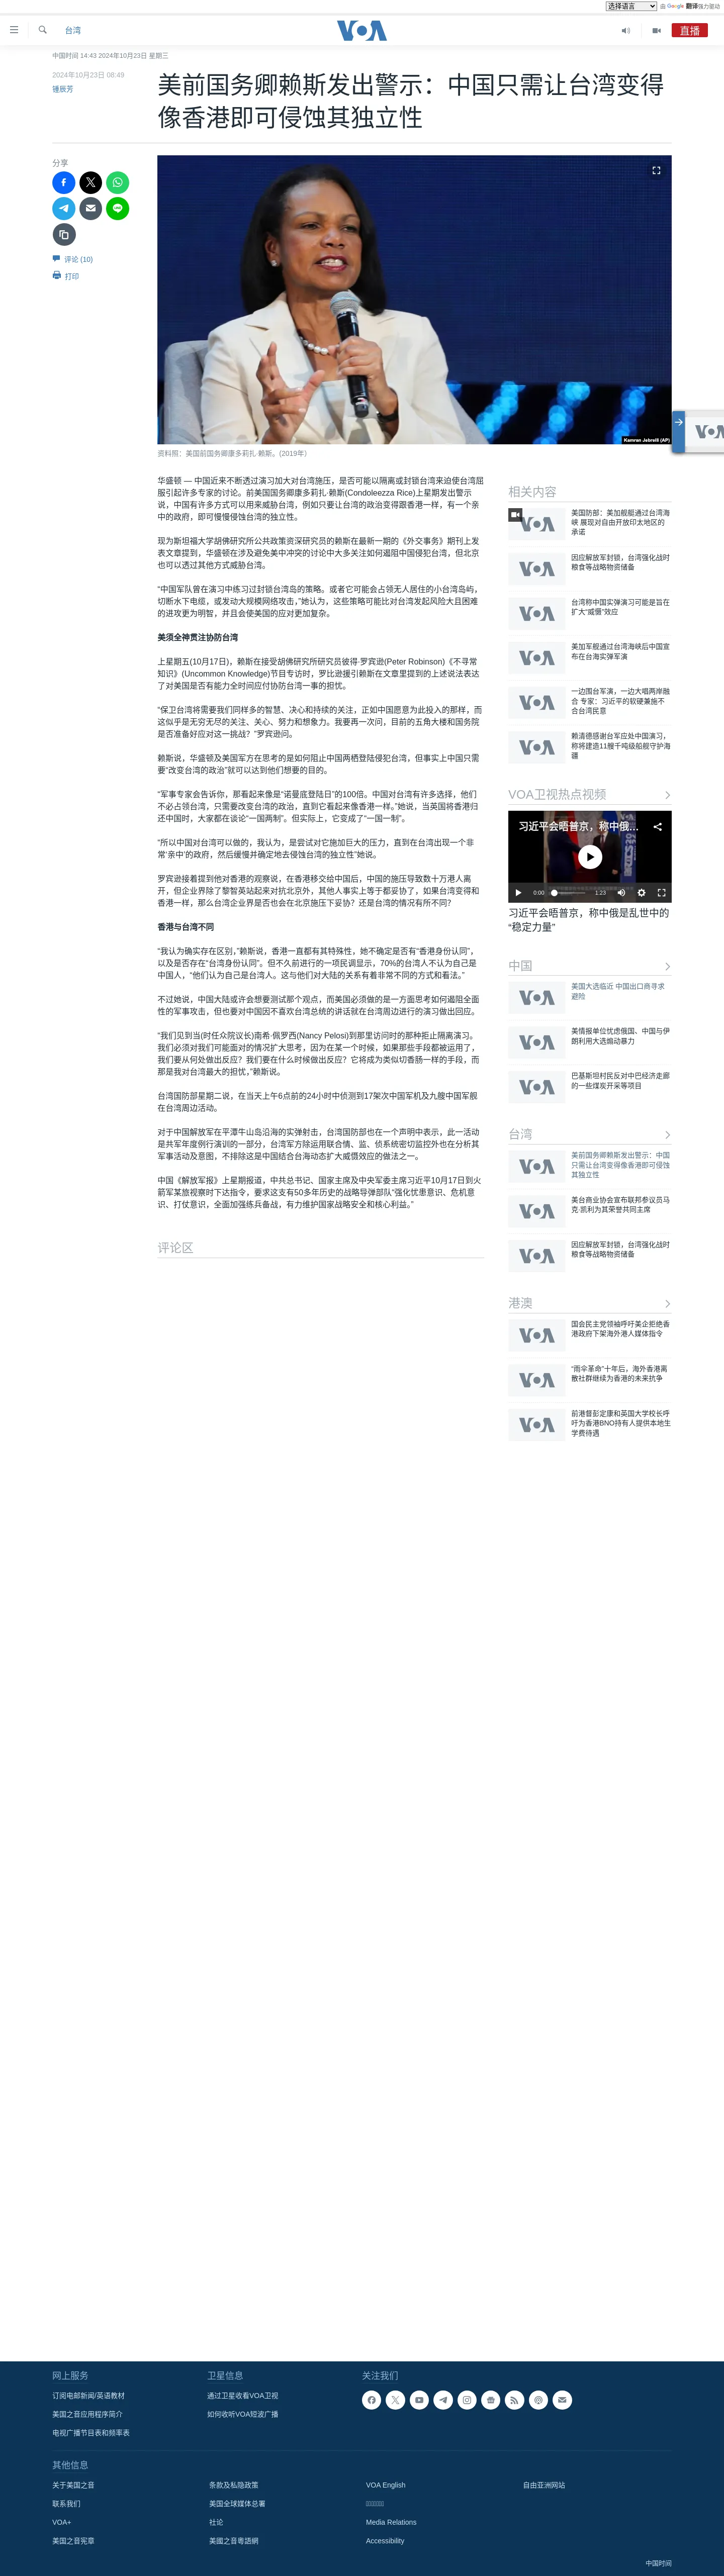 选择语言
由 Google 翻译强力驱动
台湾
VOA
直播
中国时间 14:43 2024年10月23日 星期三
2024年10月23日 08:49
锺辰芳
美前国务卿赖斯发出警示：中国只需让台湾变得
像香港即可侵蚀其独立性
分享
评论 (10)
打印
Kamran Jebreili (AP)
资料照：美国前国务卿康多莉扎·赖斯。(2019年）
华盛顿 — 中国近来不断透过演习加大对台湾施压，是否可能以隔离或封锁台湾来迫使台湾屈
服引起许多专家的讨论。前美国国务卿康多莉扎·赖斯(Condoleezza Rice)上星期发出警示
说，中国有许多方式可以用来威胁台湾，例如只要让台湾的政治变得跟香港一样，有一个亲
中的政府，即可慢慢侵蚀台湾的独立性。
现为斯坦福大学胡佛研究所公共政策资深研究员的赖斯在最新一期的《外交事务》期刊上发
表文章提到，华盛顿在涉及避免美中冲突的讨论中大多关注如何遏阻中国侵犯台湾，但北京
也可以透过其他方式威胁台湾。
“中国军队曾在演习中练习过封锁台湾岛的策略。或者它可能会占领无人居住的小台湾岛屿，
切断水下电缆，或发动大规模网络攻击，”她认为，这些策略可能比对台湾发起风险大且困难
的进攻更为明智，并且会使美国的应对更加复杂。
美须全神贯注协防台湾
上星期五(10月17日)，赖斯在接受胡佛研究所研究员彼得·罗宾逊(Peter Robinson)《不寻常
知识》(Uncommon Knowledge)节目专访时，罗比逊援引赖斯在文章里提到的上述说法表达
了对美国是否有能力全时间应付协防台湾一事的担忧。
“保卫台湾将需要我们同样多的智慧、决心和持续的关注，正如中国愿意为此投入的那样，而
这似乎是无穷无尽的关注、关心、努力和想象力。我要再一次问，目前的五角大楼和国务院
是否准备好应对这一挑战？”罗宾逊问。
赖斯说，华盛顿及美国军方在思考的是如何阻止中国两栖登陆侵犯台湾，但事实上中国只需
要“改变台湾的政治”就可以达到他们想要的目的。
“军事专家会告诉你，那看起来像是“诺曼底登陆日”的100倍。中国对台湾有许多选择，他们
不必占领台湾，只需要改变台湾的政治，直到它看起来像香港一样。”她说，当英国将香港归
还中国时，大家都在谈论“一国两制”。但实际上，它变成了“一国一制”。
“所以中国对台湾可以做的，我认为，是尝试对它施加巨大的压力，直到在台湾出现一个非
常‘亲中’的政府，然后缓慢并确定地去侵蚀台湾的独立性”她说。
罗宾逊接着提到他对香港的观察说，在香港移交给中国后，中国的施压导致数十万港人离
开，但企业界除了黎智英站起来对抗北京外，其他人事实上等于都妥协了，如果台湾变得和
香港一样，那么台湾企业界是否也会在北京施压下妥协？还是台湾的情况有所不同？
香港与台湾不同
“我认为确实存在区别，”赖斯说，香港一直都有其特殊性，她不确定是否有“香港身份认同”，
以及是否存在“台湾身份认同”。但不久前进行的一项民调显示，70%的台湾人不认为自己是
中国人，“他们认为自己是台湾人。这与他们对大陆的关系有着非常不同的方式和看法。”
不过她说，中国大陆或许会想要测试那个观点，而美国必须做的是一方面思考如何遏阻全面
性的军事攻击，但也要对中国因不喜欢台湾总统的讲话就在台湾周边进行的演习做出回应。
“我们见到当(时任众院议长)南希·佩罗西(Nancy Pelosi)到那里访问时的那种拒止隔离演习。
我们必须对我们可能面对的情况扩大思考，因为在某一个时候，如果那些手段都被运用了，
我们要从何处做出反应？我们要在什么时候做出反应？它将成为类似切香肠一样的手段，而
那是我对台湾最大的担忧，”赖斯说。
台湾国防部星期二说，在当天上午6点前的24小时中侦测到17架次中国军机及九艘中国军舰
在台湾周边活动。
对于中国解放军在平潭牛山岛沿海的实弹射击，台湾国防部也在一个声明中表示，此一活动
是共军年度例行演训的一部分，台湾军方除运用联合情、监、侦系统密切监控外也在分析其
军事活动及意图，不排除这是中国结合台海动态扩大威慑效应的做法之一。
中国《解放军报》上星期报道，中共总书记、国家主席及中央军委主席习近平10月17日到火
箭军某旅视察时下达指令，要求这支有50多年历史的战略导弹部队“强化忧患意识、危机意
识、打仗意识，全面加强练兵备战，有力维护国家战略安全和核心利益。”
评论区
相关内容
美国防部：美加舰艇通过台湾海
峡 展现对自由开放印太地区的
承诺
因应解放军封锁，台湾强化战时
粮食等战略物资储备
台湾称中国实弹演习可能是旨在
扩大“威慑”效应
美加军舰通过台湾海峡后中国宣
布在台海实弹军演
一边围台军演，一边大唱两岸融
合 专家：习近平的软硬兼施不
合台湾民意
赖清德感谢台军应处中国演习，
称将建造11艘千吨级船舰守护海
疆
VOA卫视热点视频
习近平会晤普京，称中俄…
0:00
1:23
习近平会晤普京，称中俄是乱世中的
“稳定力量”
中国
美国大选临近 中国出口商寻求
避险
美情报单位忧虑俄国、中国与伊
朗利用大选煽动暴力
巴基斯坦村民反对中巴经济走廊
的一些煤炭开采等项目
台湾
美前国务卿赖斯发出警示：中国
只需让台湾变得像香港即可侵蚀
其独立性
美台商业协会宣布联邦参议员马
克·凯利为其荣誉共同主席
因应解放军封锁，台湾强化战时
粮食等战略物资储备
港澳
国会民主党领袖呼吁美企拒绝香
港政府下架海外港人媒体指令
“雨伞革命”十年后，海外香港离
散社群继续为香港的未来抗争
前港督彭定康和英国大学校长呼
吁为香港BNO持有人提供本地生
学费待遇
网上服务
订阅电邮新闻/英语教材
美国之音应用程序简介
电视广播节目表和频率表
卫星信息
通过卫星收看VOA卫视
如何收听VOA短波广播
关注我们
其他信息
关于美国之音
条款及私隐政策
VOA English
自由亚洲网站
联系我们
美国全球媒体总署
VOA+
社论
Media Relations
美国之音宪章
美國之音粵語網
Accessibility
中国时间